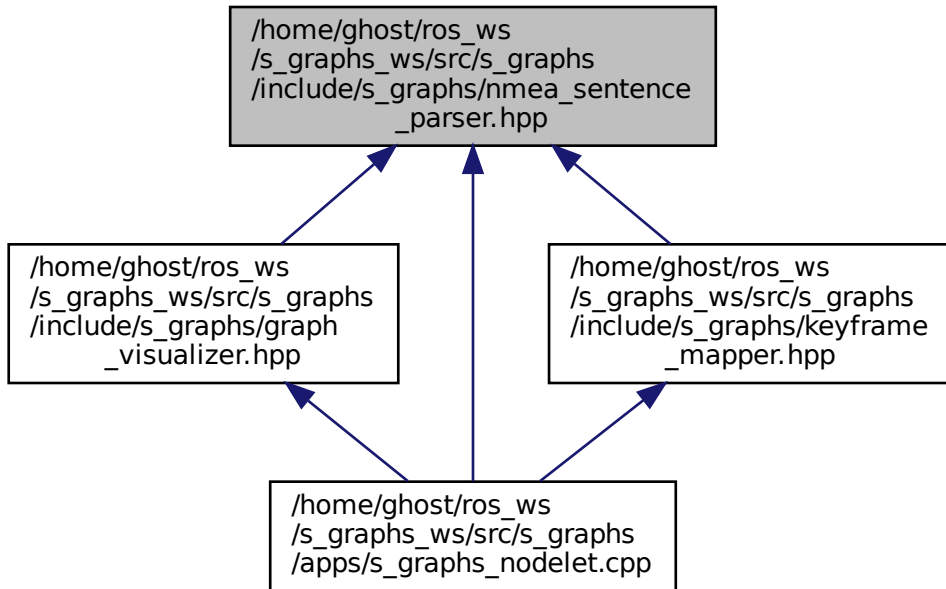 /home/ghost/ros_ws
/s_graphs_ws/src/s_graphs
/include/s_graphs/nmea_sentence
_parser.hpp
/home/ghost/ros_ws
/s_graphs_ws/src/s_graphs
/include/s_graphs/graph
_visualizer.hpp
/home/ghost/ros_ws
/s_graphs_ws/src/s_graphs
/include/s_graphs/keyframe
_mapper.hpp
/home/ghost/ros_ws
/s_graphs_ws/src/s_graphs
/apps/s_graphs_nodelet.cpp